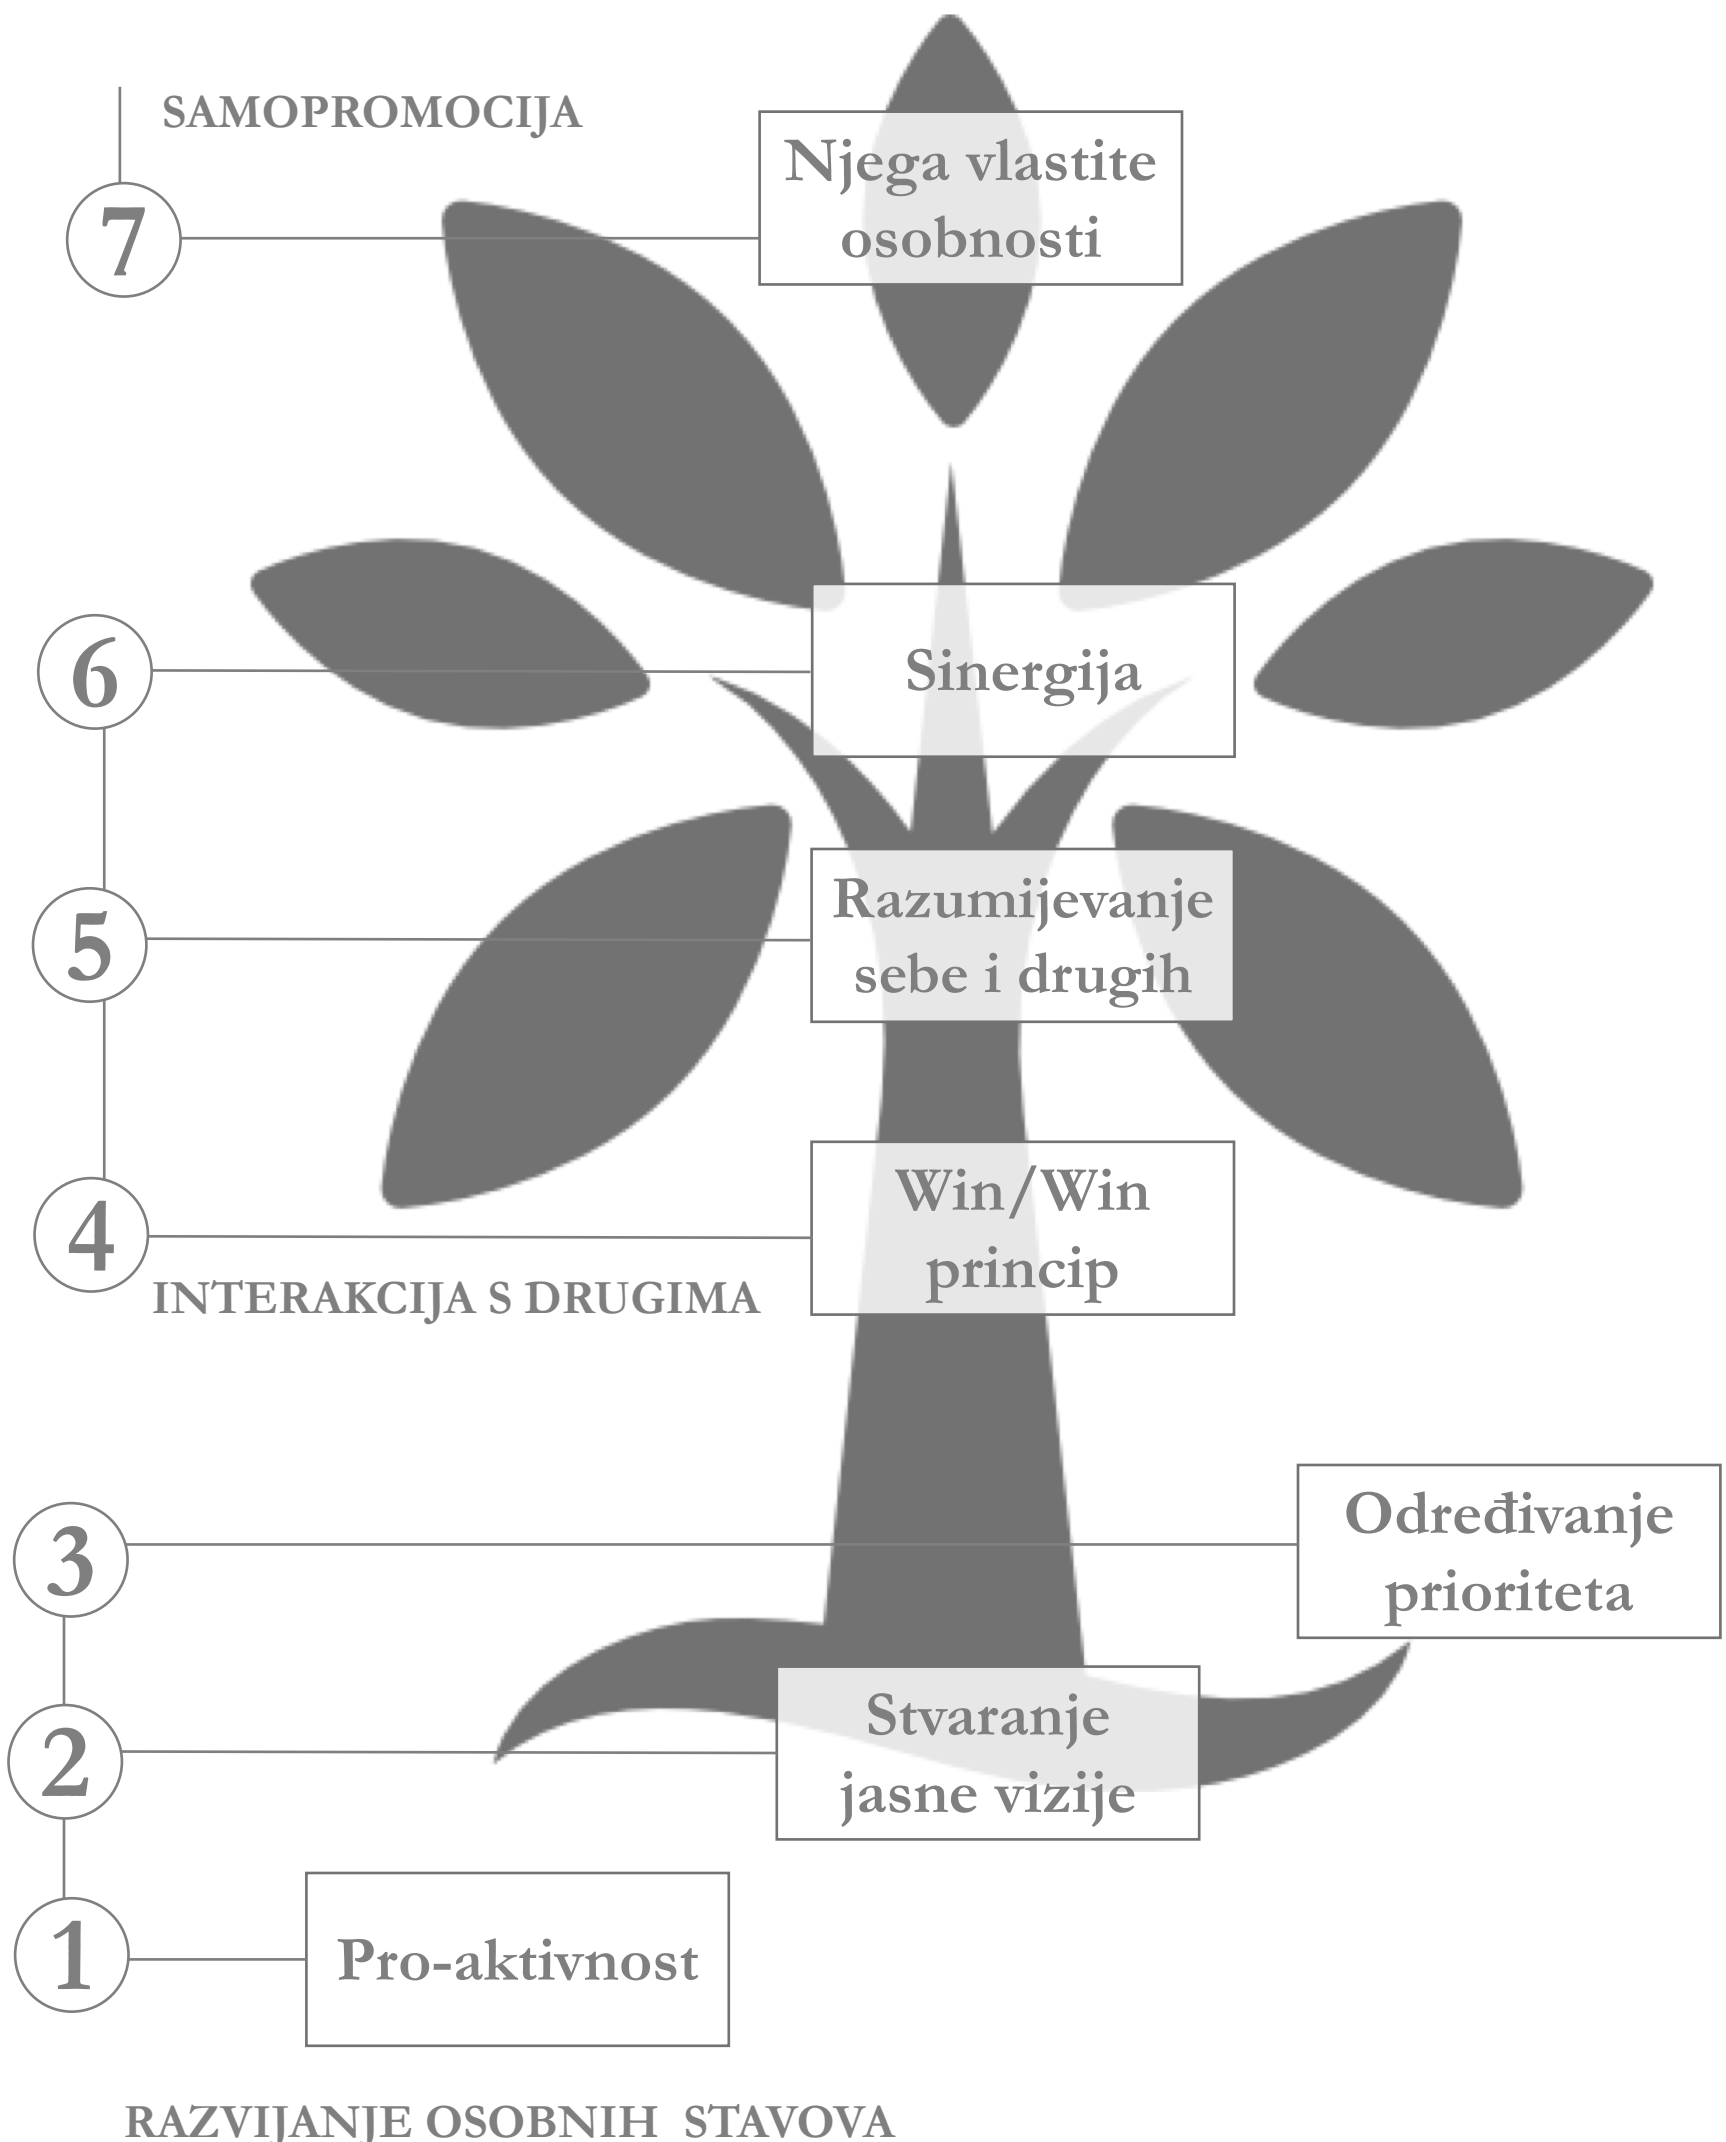 SAMOPROMOCIJA
7
Njega vlastite
osobnosti
6
Sinergija
5
Razumijevanje
sebe i drugih
4
Win/Win
princip
INTERAKCIJA S DRUGIMA
3
Određivanje
prioriteta
2
Stvaranje
jasne vizije
1
Pro-aktivnost
RAZVIJANJE OSOBNIH STAVOVA